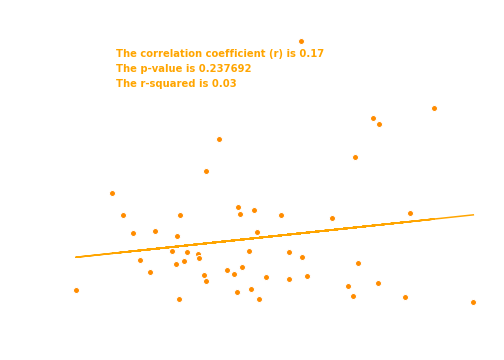 The correlation coefficient (r) is 0.17
The p-value is 0.237692
The r-squared is 0.03